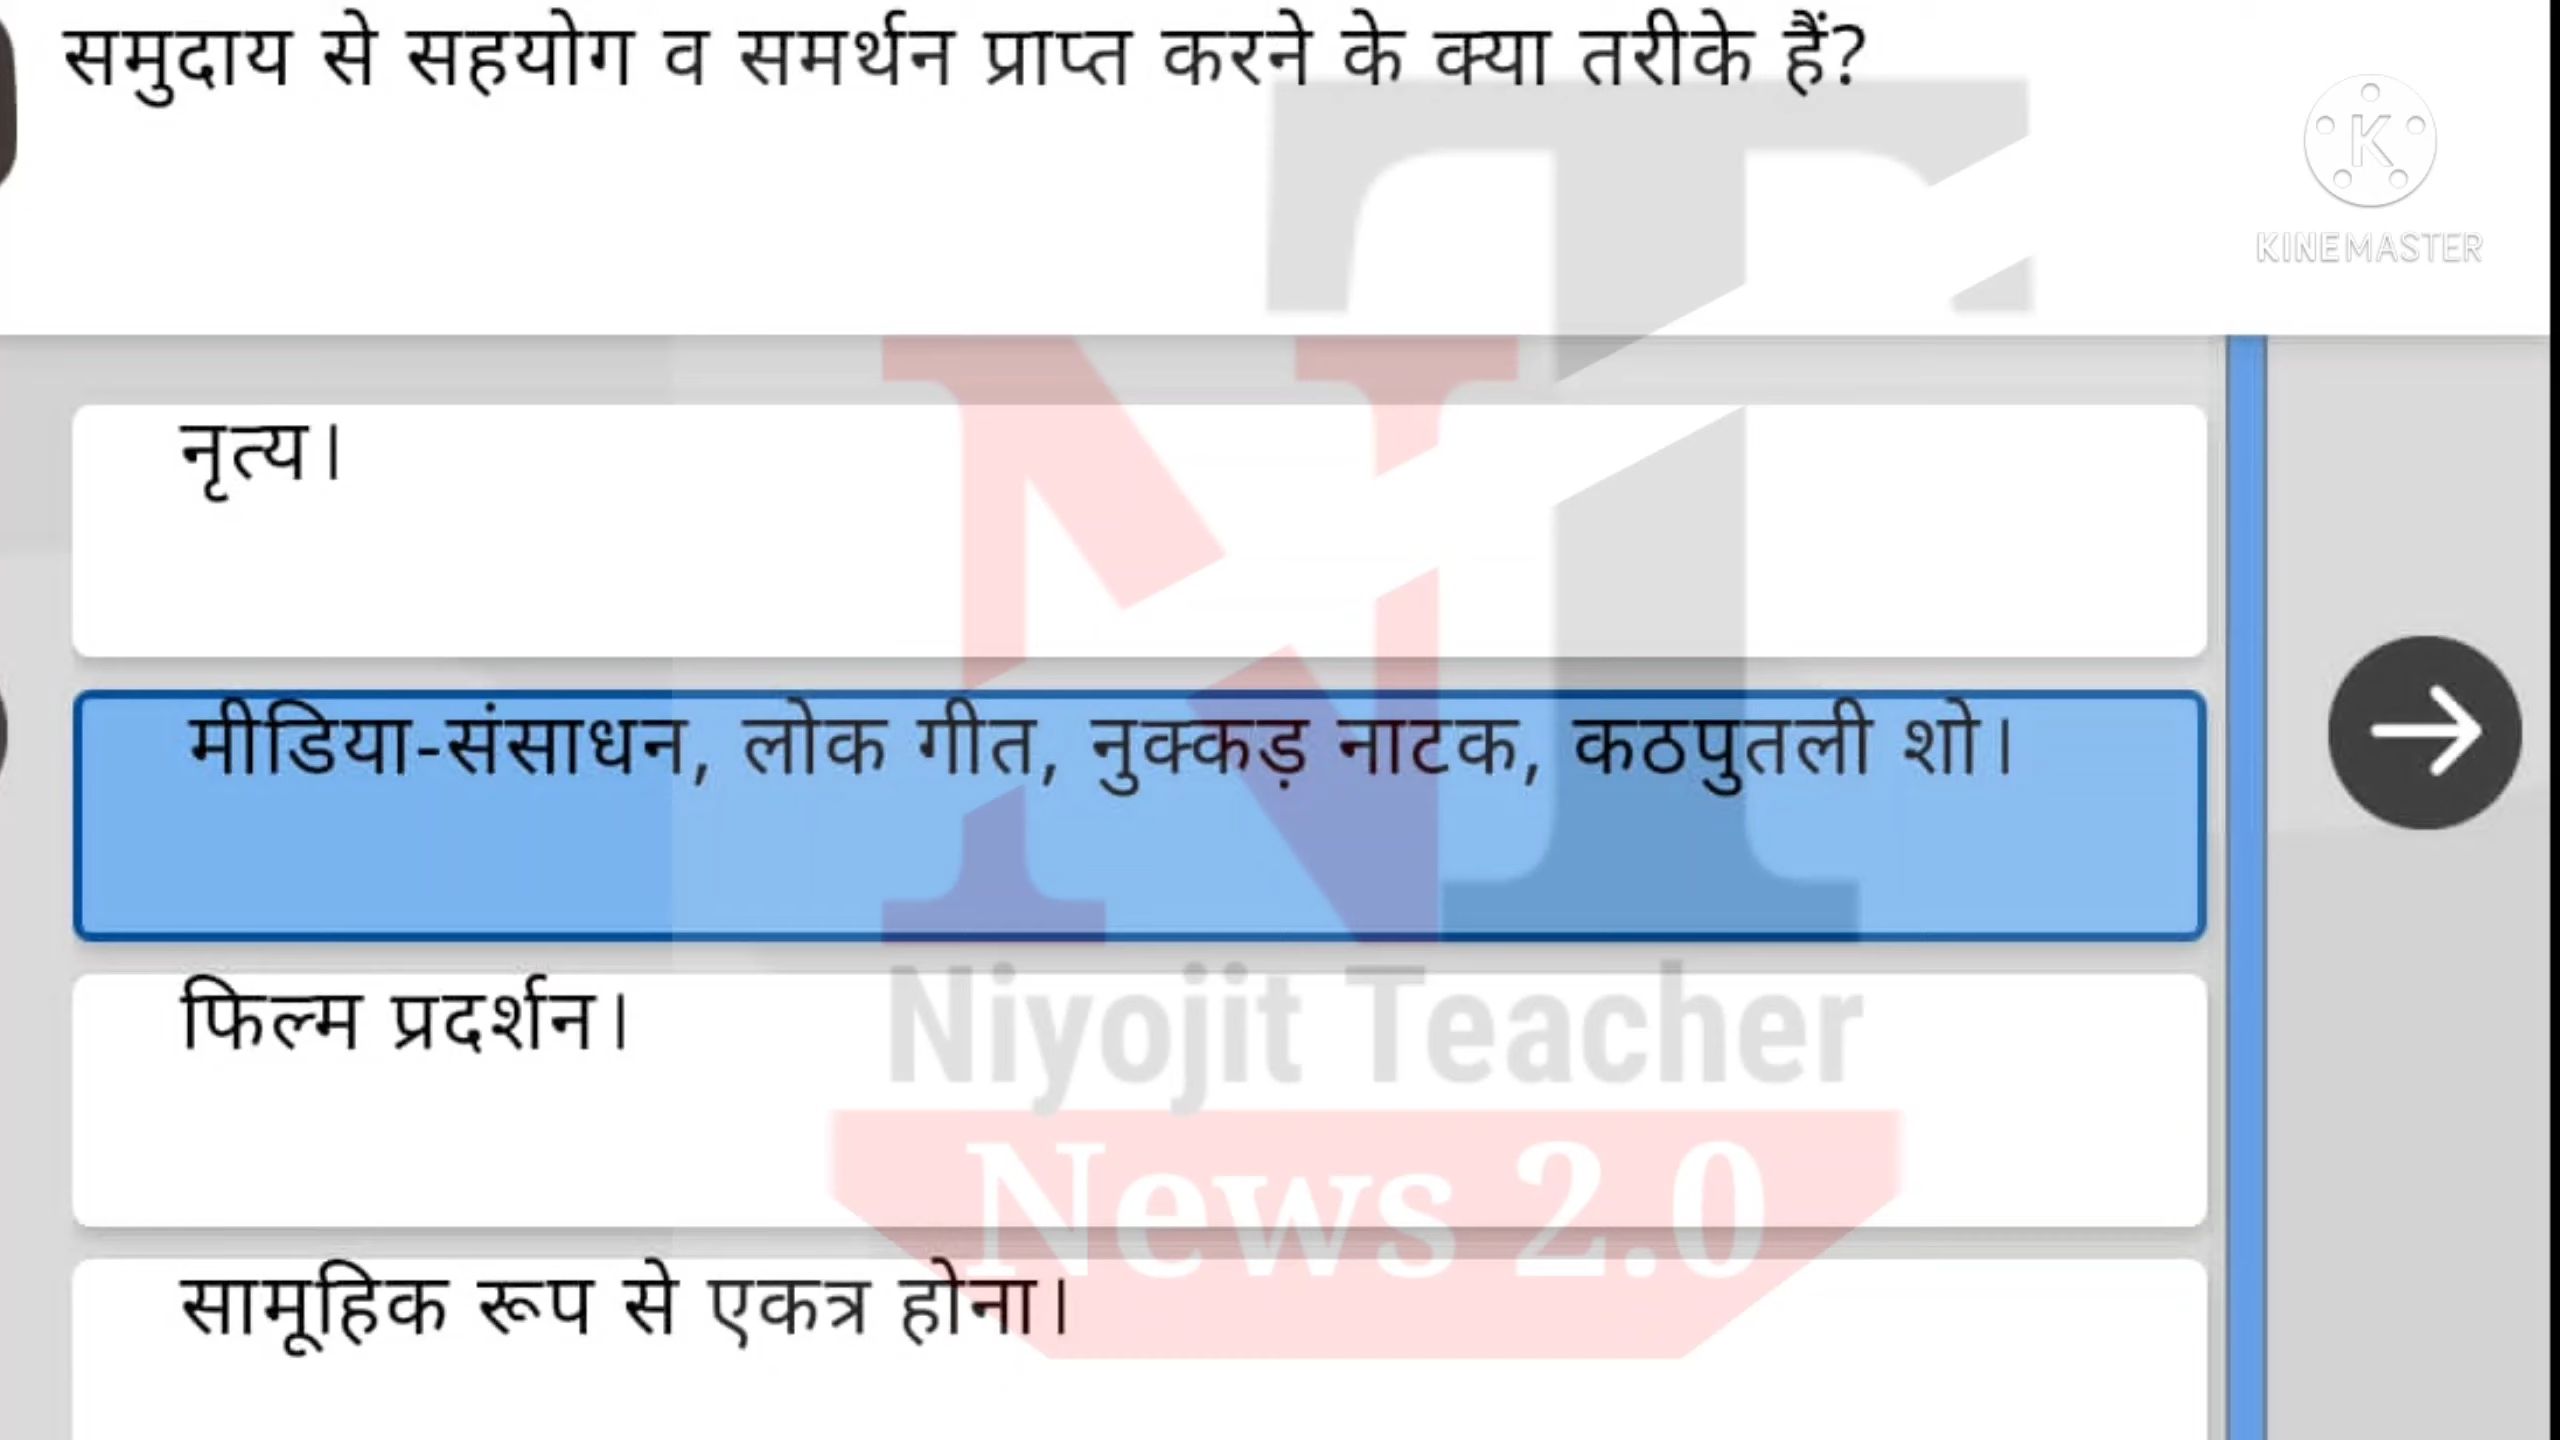 समुदाय से सहयोग व समर्थन प्राप्त करने के क्या तरीके हैं?
K
KINEMASTER
नृत्य।
मीडिया-संसाधन, लोक गीत, नुक्कड़ नाटक, कठपुतली शो।
फिल्म प्रदर्शन।
सामूहिक रूप से एकत्र होना।
NT
Niyojit Teacher
News 2.0